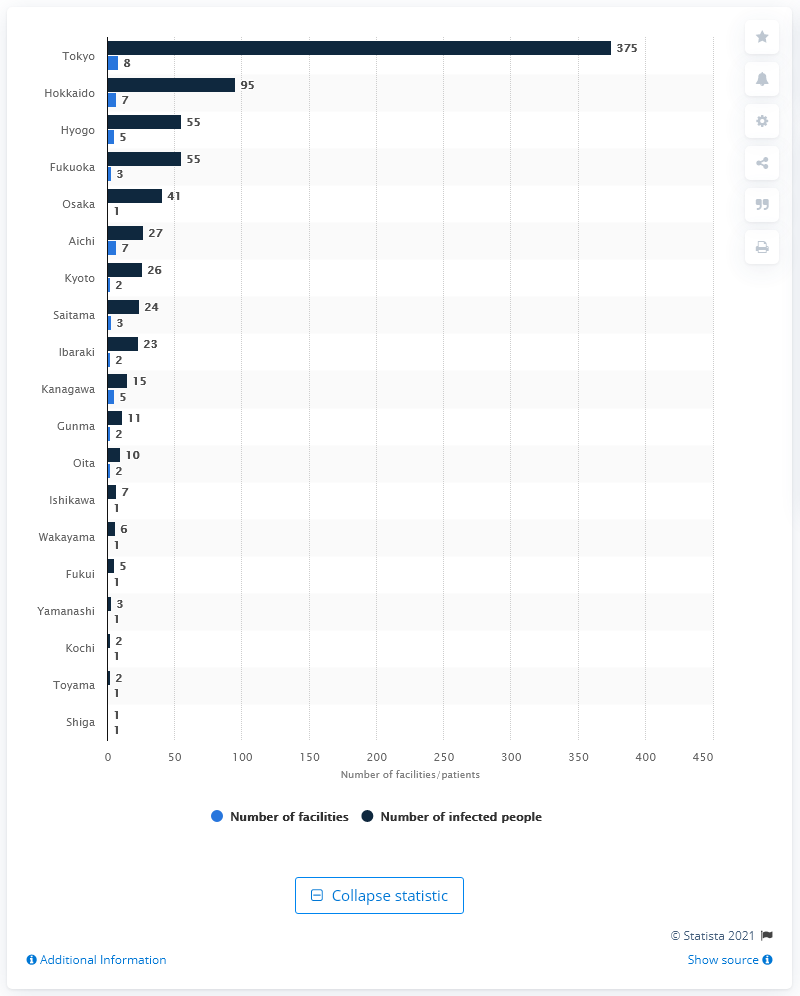 Tokyo 375
8
Hokkaido 95
7
Hyogo 55
5
Fukuoka 55
3
Osaka 41
1
Aichi 27
7
Kyoto 26
2
Saitama 24
3
Ibaraki 23
2
Kanagawa 15
5
Gunma 11
2
Oita 10
2
Ishikawa 7
1
Wakayama 6
1
Fukui 5
1
Yamanashi 3
1
Kochi 2
1
Toyama 2
1
Shiga 1
1
0 50 100 150 200 250 300 350 400 450
Number of facilities/patients
Number of facilities Number of infected people
Collapse statistic
© Statista 2021
Additional Information Show source